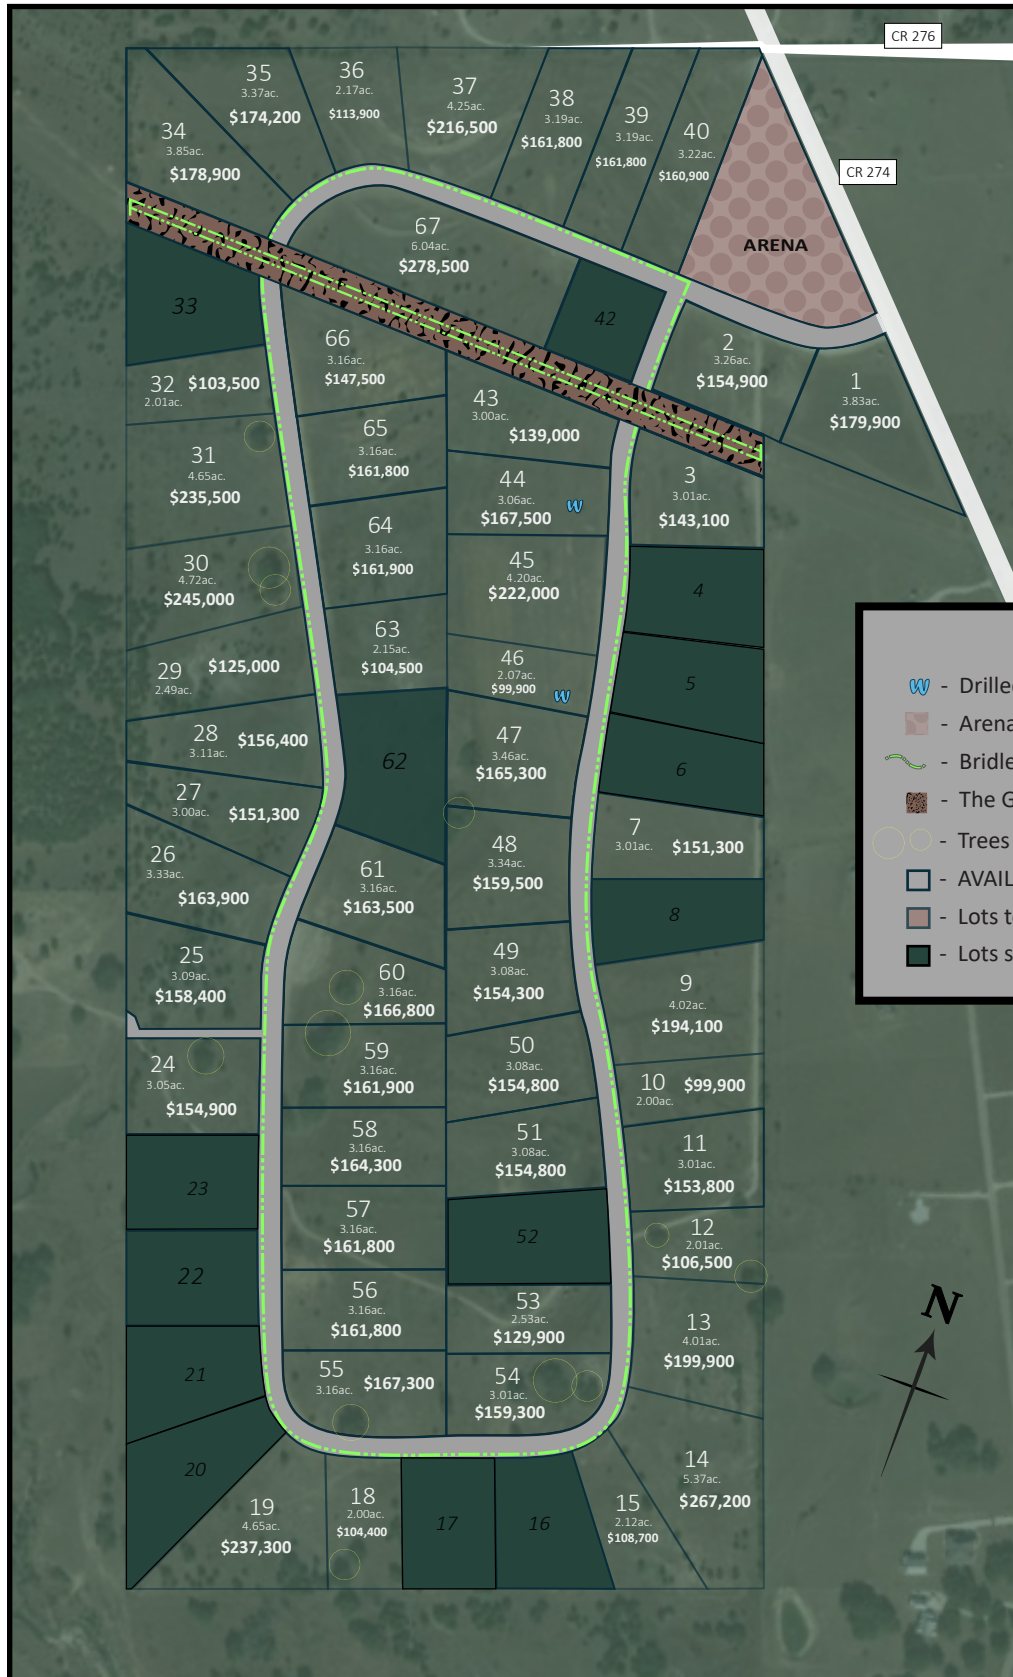 CR 276
CR 274
35
3.37ac.
$174,200
36
2.17ac.
$113,900
37
4.25ac.
$216,500
38
3.19ac.
$161,800
39
3.19ac.
$161,800
40
3.22ac.
$160,900
34
3.85ac.
$178,900
ARENA
67
6.04ac.
$278,500
33
42
2
3.26ac.
$154,900
1
3.83ac.
$179,900
66
3.16ac.
$147,500
32 $103,500
2.01ac.
43
3.00ac.
$139,000
65
3.16ac.
$161,800
31
4.65ac.
$235,500
44
3.06ac.
$167,500
W
3
3.01ac.
$143,100
64
3.16ac.
$161,900
45
4.20ac.
$222,000
30
4.72ac.
$245,000
4
63
2.15ac.
$104,500
46
2.07ac.
$99,900
W
29 $125,000
2.49ac.
5
28 $156,400
3.11ac.
62
47
3.46ac.
$165,300
6
27 $151,300
3.00ac.
7 $151,300
3.01ac.
26
3.33ac.
$163,900
61
3.16ac.
$163,500
48
3.34ac.
$159,500
8
25
3.09ac.
$158,400
60
3.16ac.
$166,800
49
3.08ac.
$154,300
9
4.02ac.
$194,100
24
3.05ac.
$154,900
59
3.16ac.
$161,900
50
3.08ac.
$154,800
10 $99,900
2.00ac.
58
3.16ac.
$164,300
51
3.08ac.
$154,800
11
3.01ac.
$153,800
23
57
3.16ac.
$161,800
52
12
2.01ac.
$106,500
22
56
3.16ac.
$161,800
53
2.53ac.
$129,900
13
4.01ac.
$199,900
21
55 $167,300
3.16ac.
54
3.01ac.
$159,300
20
19
4.65ac.
$237,300
18
2.00ac.
$104,400
17
16
15
2.12ac.
$108,700
14
5.37ac.
$267,200
W - Drille
- Arena
- Bridle
- The G
- Trees
- AVAIL
- Lots t
- Lots s
N